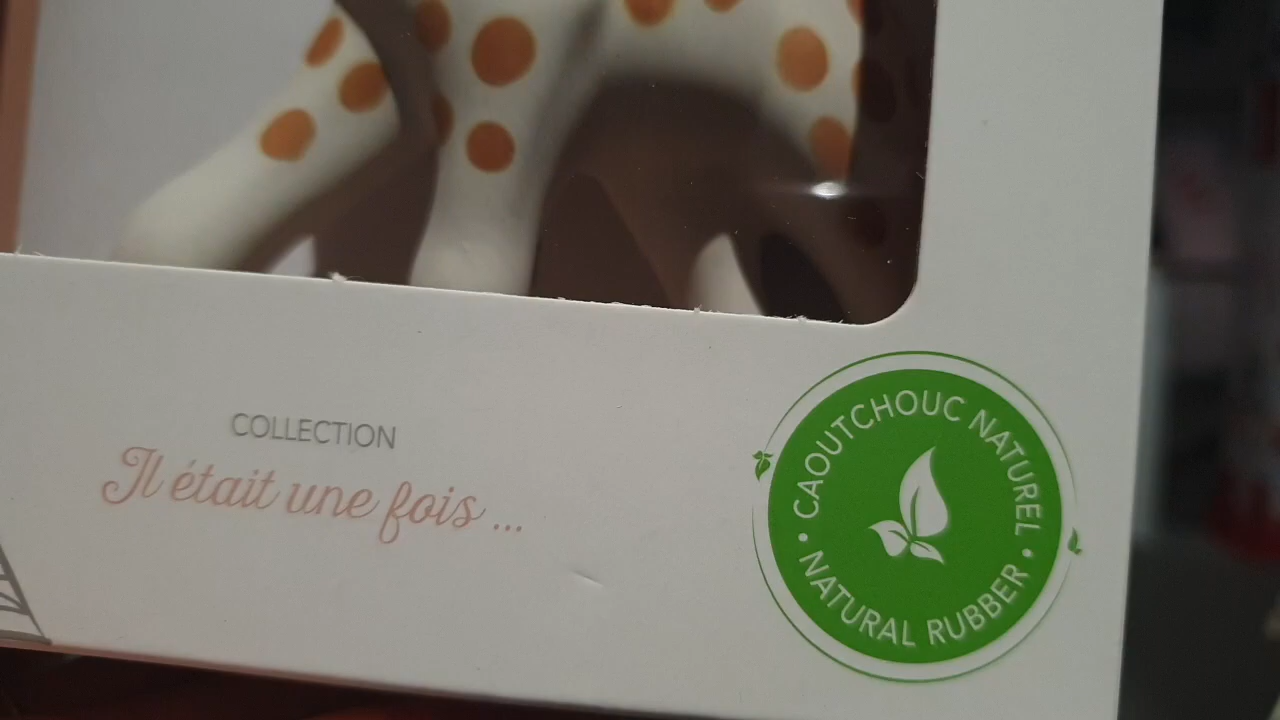 COLLECTION
Il était une fois ...
CAOUTCHOUC NATUREL
• NATURAL RUBBER •